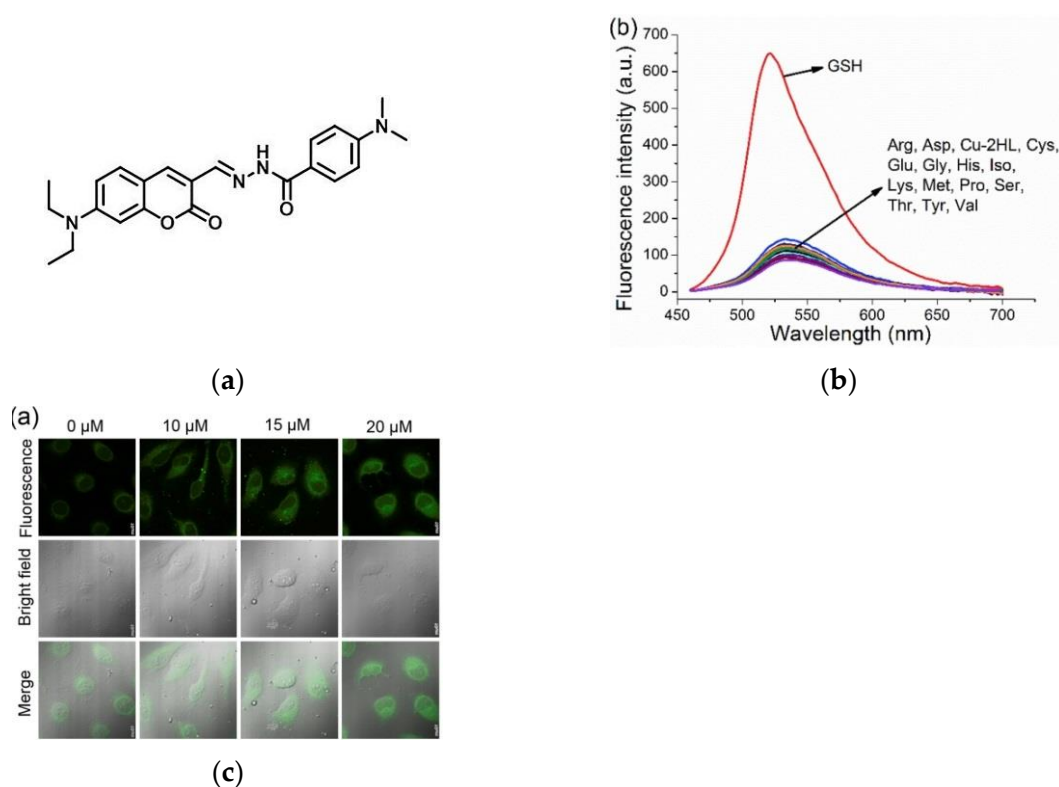 N
H
N
N
O
O
O
N
(a)
(b)
Fluorescence intensity (a.u.)
700
600
500
400
300
200
100
0
GSH
Arg, Asp, Cu-2HL, Cys,
Glu, Gly, His, Iso,
Lys, Met, Pro, Ser,
Thr, Tyr, Val
450 500 550 600 650 700
Wavelength (nm)
(b)
(a)
0 μM 10 μM 15 μM 20 μM
Fluorescence
Bright field
Merge
(c)